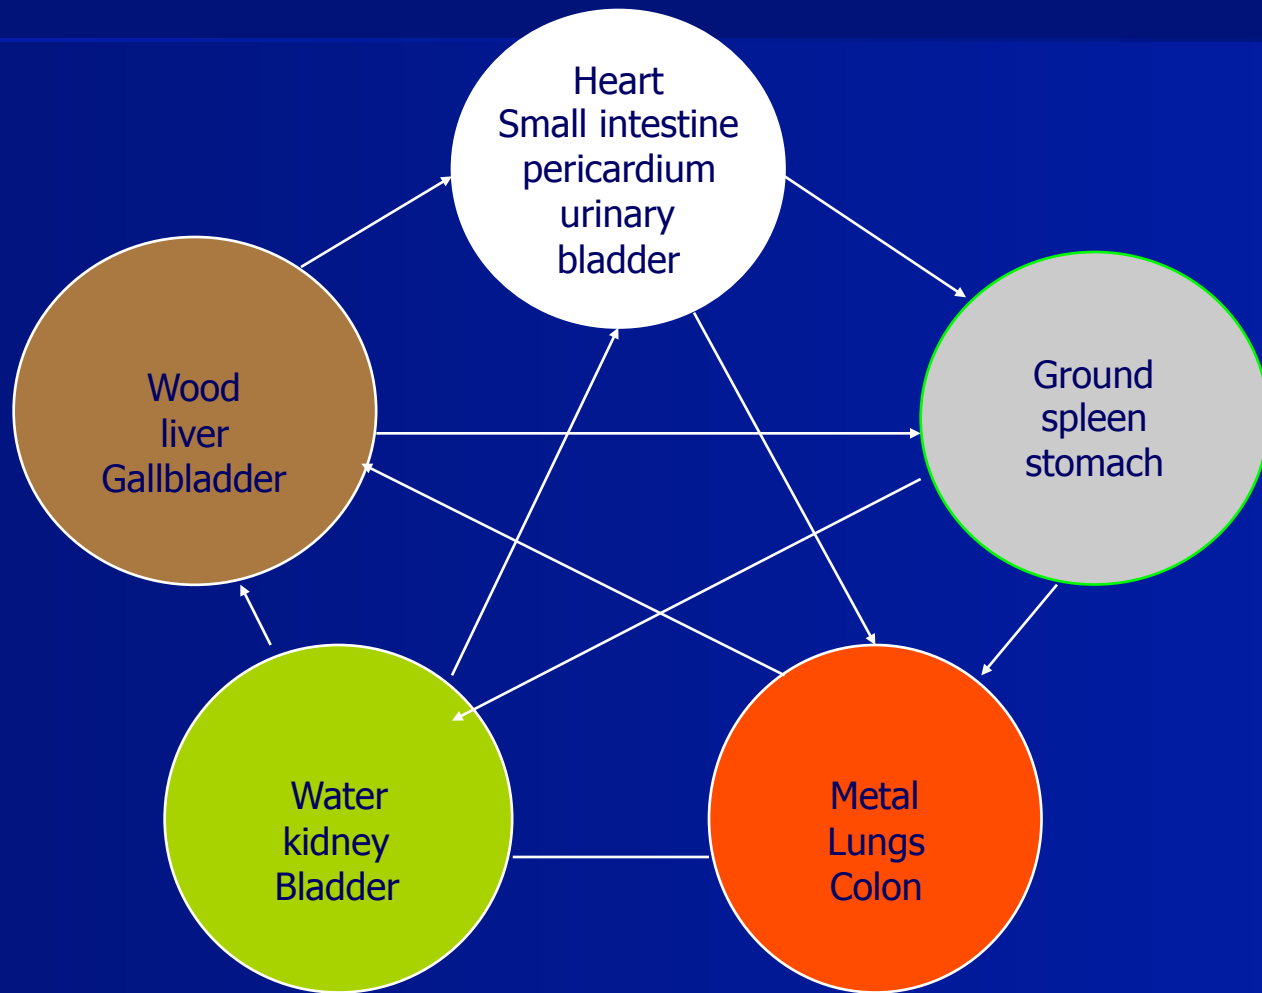 Heart
Small intestine
pericardium
urinary
bladder
Wood
liver
Gallbladder
Ground
spleen
stomach
Water
kidney
Bladder
Metal
Lungs
Colon